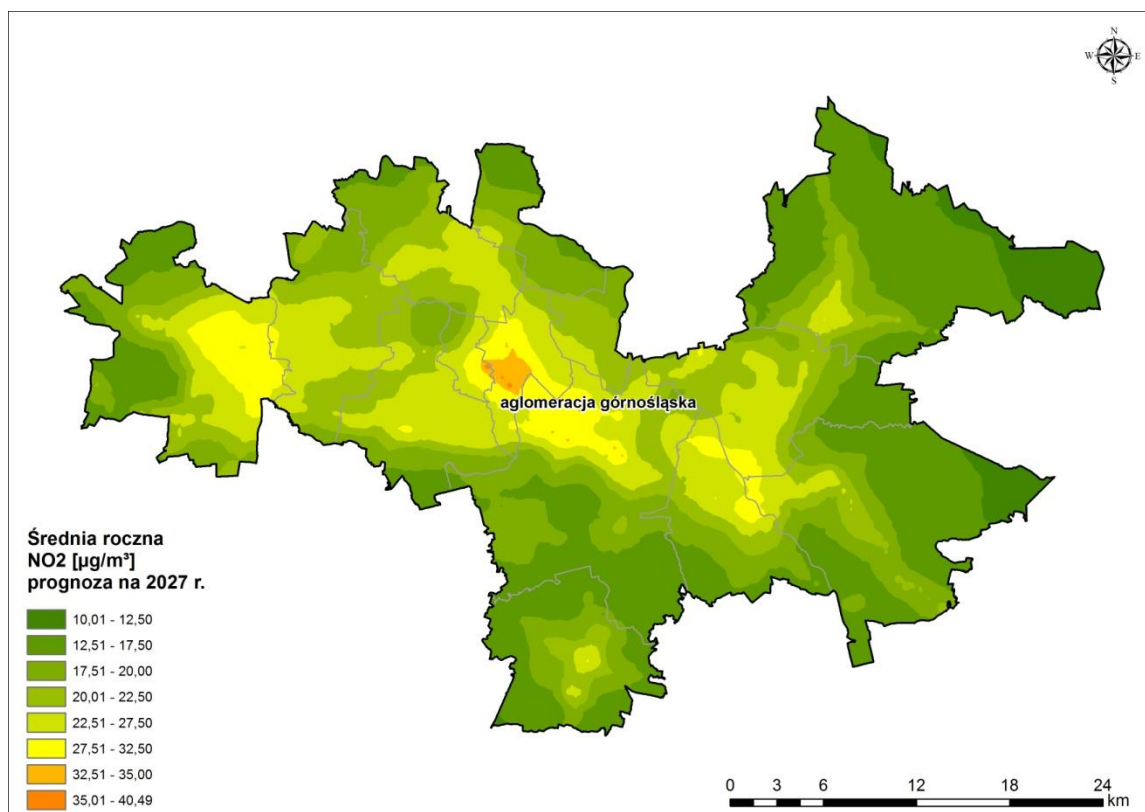 N
W E
S
aglomeracja górnośląska
Średnia roczna
NO2 [µg/m³]
prognoza na 2027 r.
10,01 - 12,50
12,51 - 17,50
17,51 - 20,00
20,01 - 22,50
22,51 - 27,50
27,51 - 32,50
32,51 - 35,00
35,01 - 40,49
0 3 6 12 18 24
km